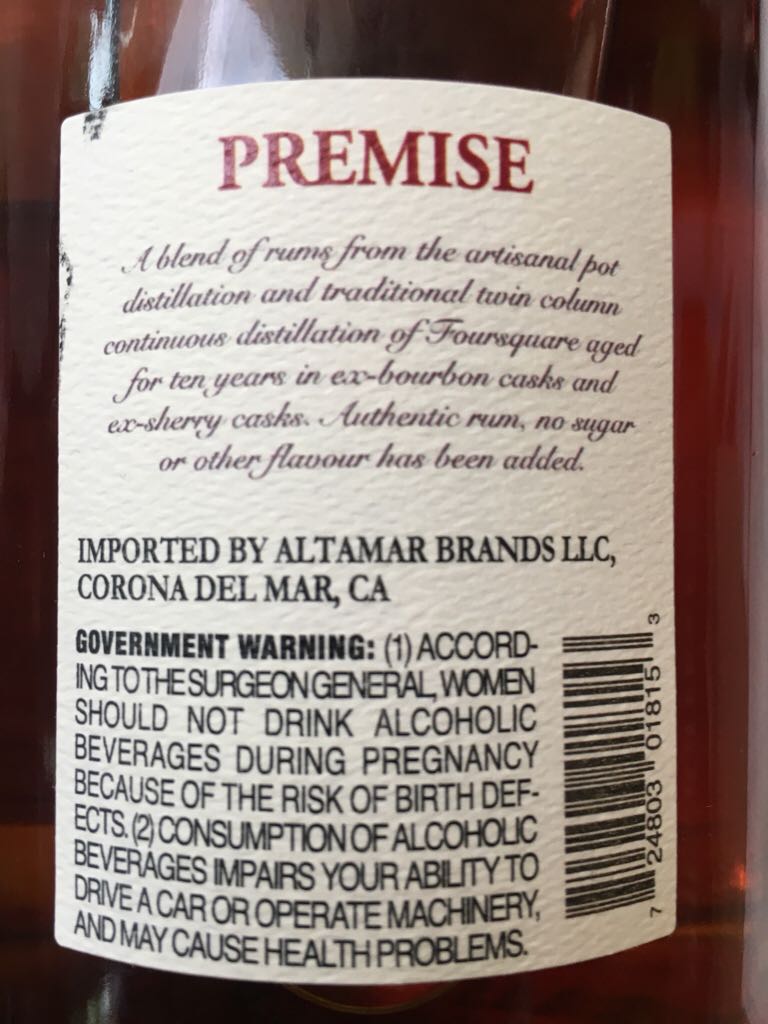 PREMISE
A blend of rums from the artisanal pot
distillation and traditional twin column
continuous distillation of Foursquare aged
for ten years in ex-bourbon casks and
ex-sherry casks. Authentic rum, no sugar
or other flavour has been added.
IMPORTED BY ALTAMAR BRANDS LLC,
CORONA DEL MAR, CA
GOVERNMENT WARNING: (1) ACCORD-
ING TO THE SURGEON GENERAL, WOMEN
SHOULD NOT DRINK ALCOHOLIC
BEVERAGES DURING PREGNANCY
BECAUSE OF THE RISK OF BIRTH DEF-
ECTS. (2) CONSUMPTION OF ALCOHOLIC
BEVERAGES IMPAIRS YOUR ABILITY TO
DRIVE A CAR OR OPERATE MACHINERY,
AND MAY CAUSE HEALTH PROBLEMS.
7 24803 01815 3